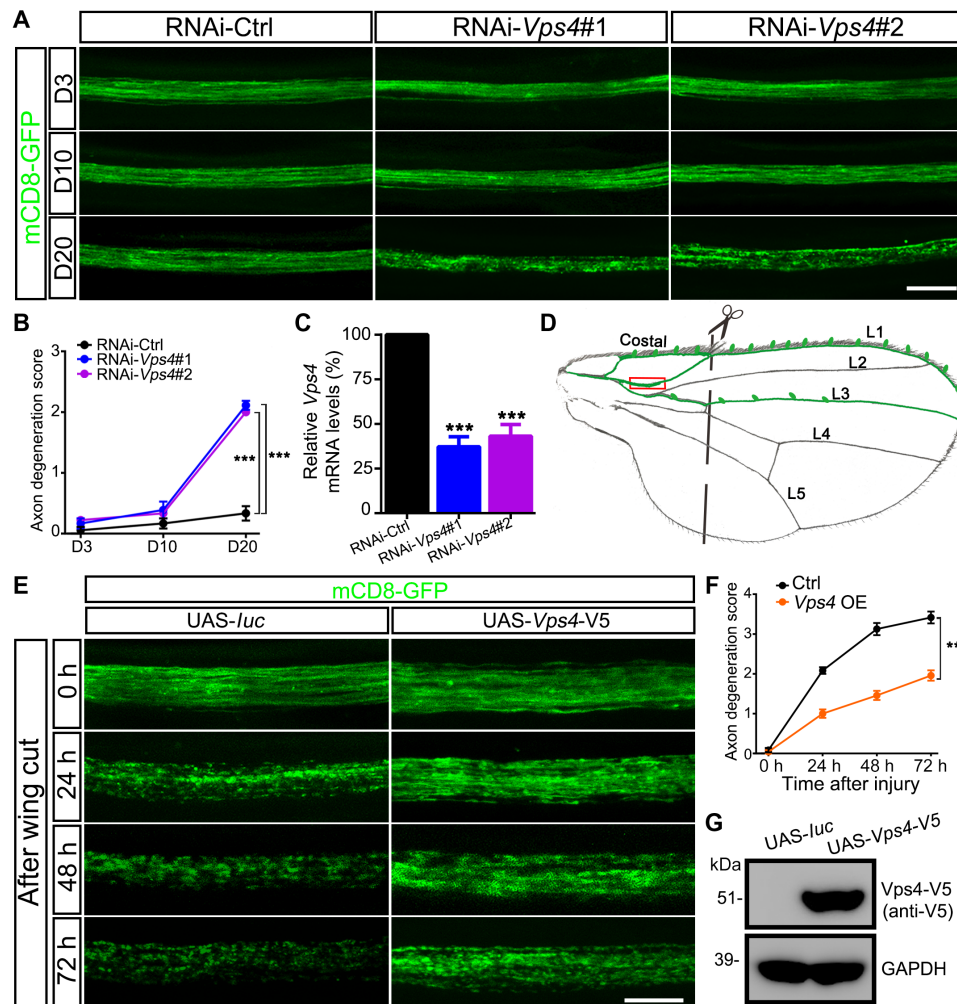 A
RNAi-Ctrl
RNAi-Vps4#1
RNAi-Vps4#2
mCD8-GFP
D3
D10
D20
B
RNAi-Ctrl
RNAi-Vps4#1
RNAi-Vps4#2
Axon degeneration score
3
2
1
0
***
***
D3
D10
D20
C
Relative Vps4
mRNA levels (%)
100
75
50
25
0
***
***
RNAi-Ctrl
RNAi-Vps4#1
RNAi-Vps4#2
D
Costal
L1
L2
L3
L4
L5
E
mCD8-GFP
UAS-luc
UAS-Vps4-V5
After wing cut
0 h
24 h
48 h
72 h
F
Ctrl
Vps4 OE
Axon degeneration score
4
3
2
1
0
**
0 h
24 h
48 h
72 h
Time after injury
G
UAS-luc
UAS-Vps4-V5
kDa
51-
Vps4-V5
(anti-V5)
39-
GAPDH